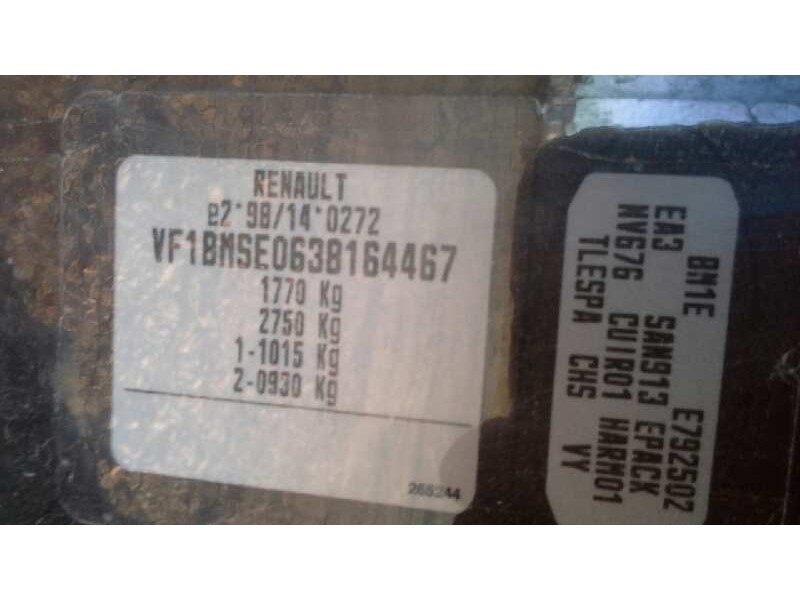 RENAULT
e2*98/14*0272
VF1BMSE0638164467
1770 Kg
2750 Kg
1-1015 Kg
2-0930 Kg
265244
BM1E E792502
EA3 SAN913 EPACK
NV676 CUIR01 HARM01
TLESPA CHS VY